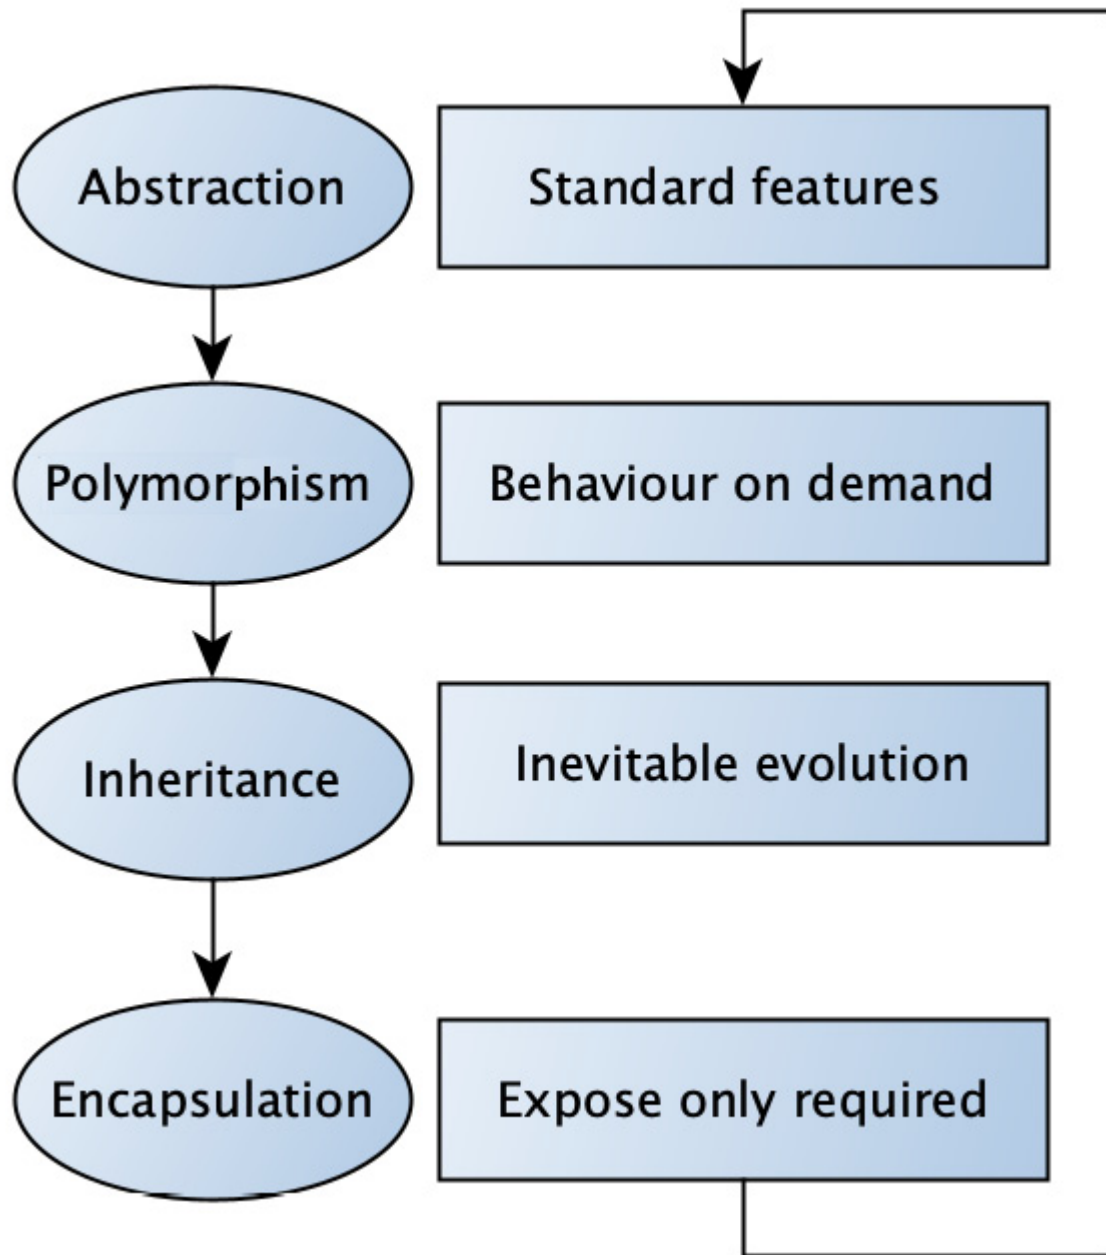 Abstraction
Standard features
Polymorphism
Behaviour on demand
Inheritance
Inevitable evolution
Encapsulation
Expose only required